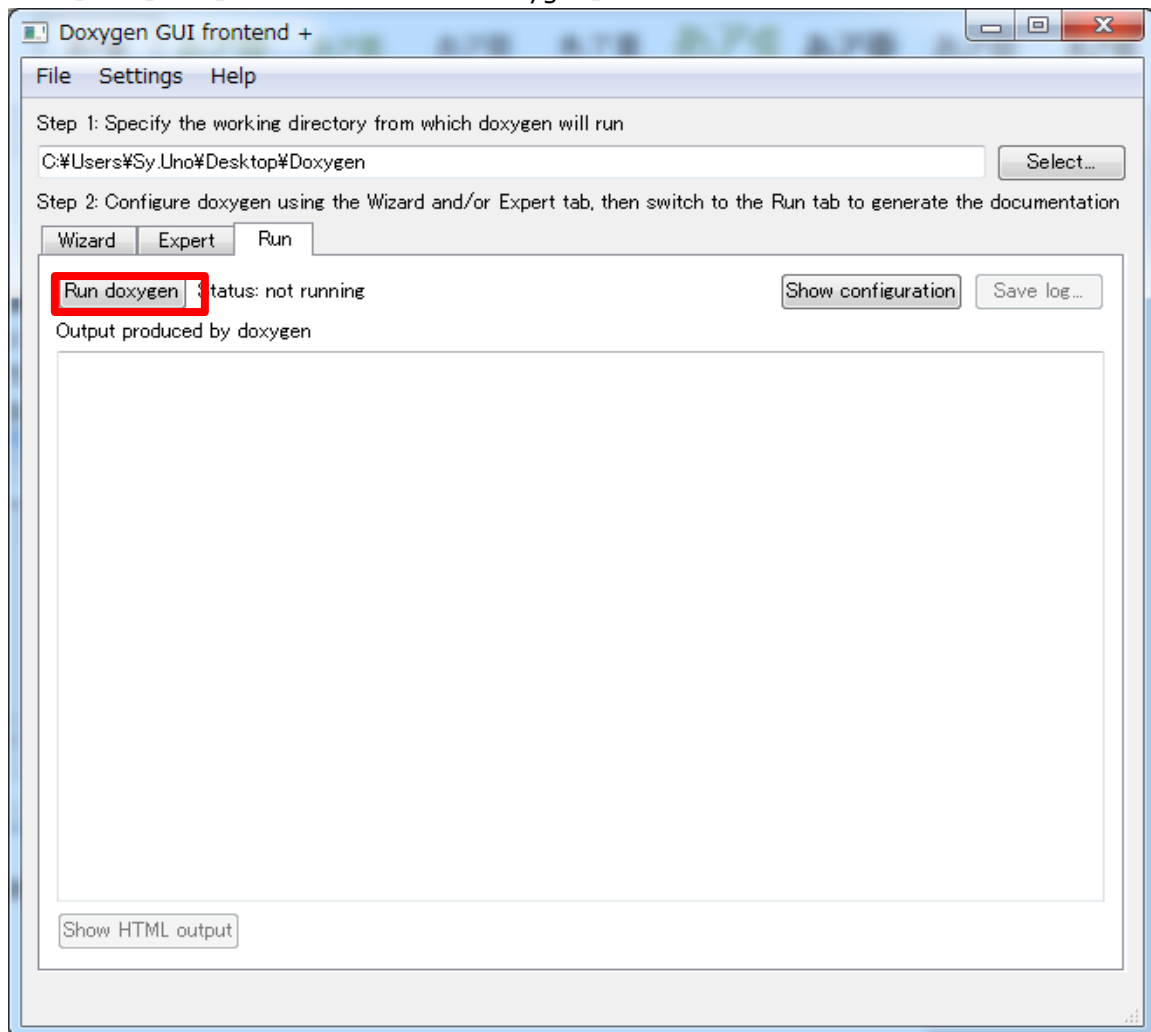 Doxygen GUI frontend +
File Settings Help
Step 1: Specify the working directory from which doxygen will run
C:¥Users¥Sy.Uno¥Desktop¥Doxygen Select...
Step 2: Configure doxygen using the Wizard and/or Expert tab, then switch to the Run tab to generate the documentation
Wizard Expert Run
Run doxygen Status: not running Show configuration Save log...
Output produced by doxygen
Show HTML output